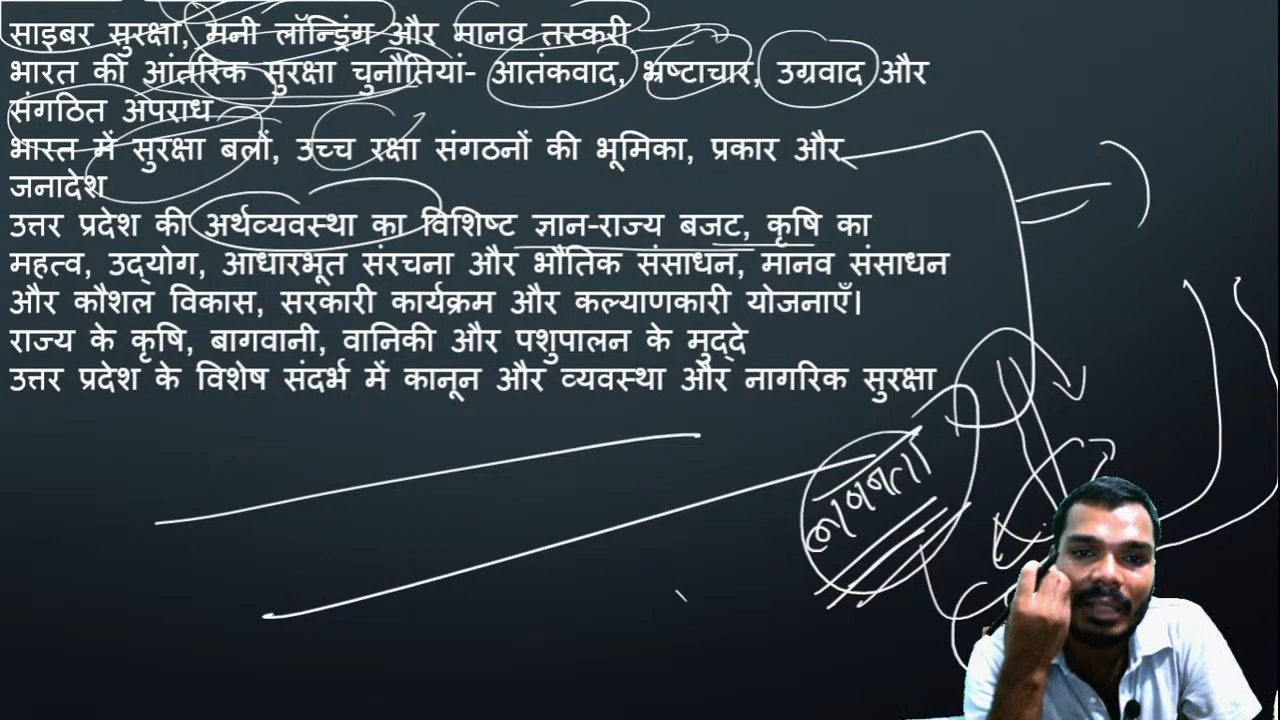 साइबर सुरक्षा, मनी लॉन्ड्रिंग और मानव तस्करी
भारत की आंतरिक सुरक्षा चुनौतियां- आतंकवाद, भ्रष्टाचार, उग्रवाद और
संगठित अपराध
भारत में सुरक्षा बलों, उच्च रक्षा संगठनों की भूमिका, प्रकार और
जनादेश
उत्तर प्रदेश की अर्थव्यवस्था का विशिष्ट ज्ञान-राज्य बजट, कृषि का
महत्व, उद्योग, आधारभूत संरचना और भौतिक संसाधन, मानव संसाधन
और कौशल विकास, सरकारी कार्यक्रम और कल्याणकारी योजनाएँ।
राज्य के कृषि, बागवानी, वानिकी और पशुपालन के मुद्दे
उत्तर प्रदेश के विशेष संदर्भ में कानून और व्यवस्था और नागरिक सुरक्षा